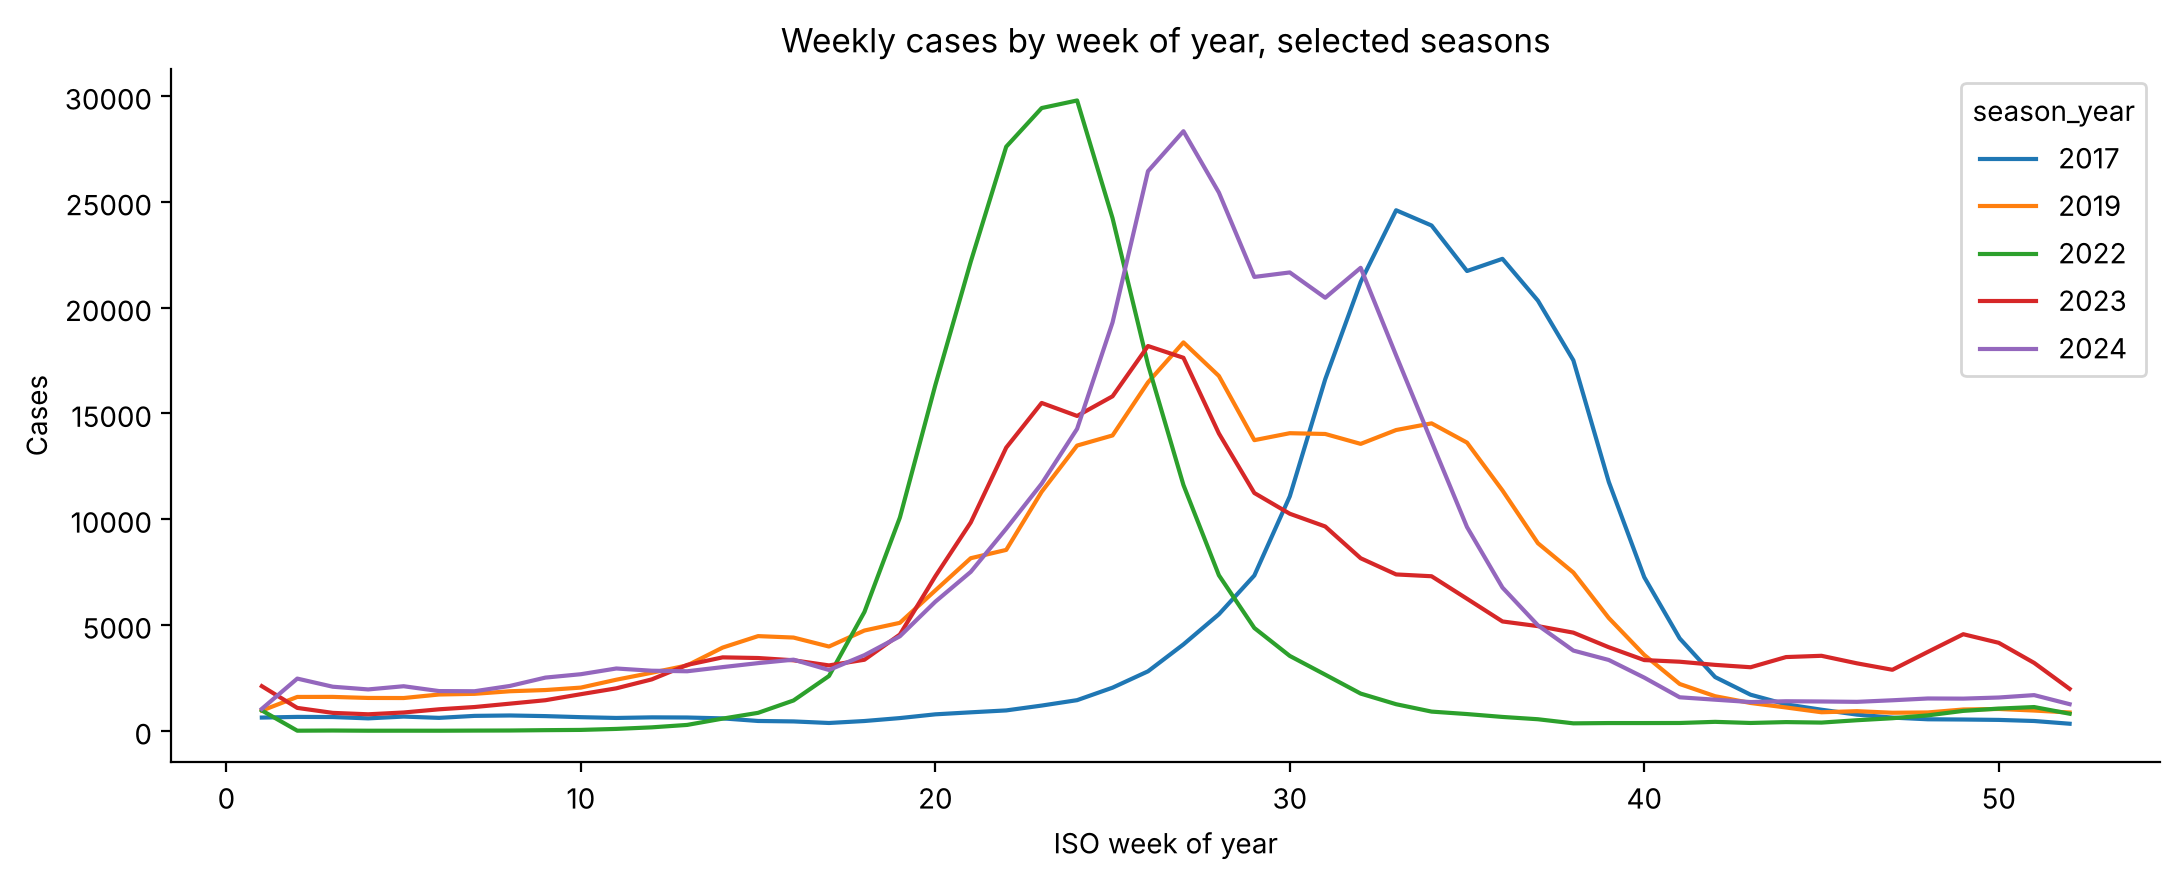 Weekly cases by week of year, selected seasons
30000
25000
20000
15000
10000
5000
0
Cases
0 10 20 30 40 50
ISO week of year
season_year
2017
2019
2022
2023
2024